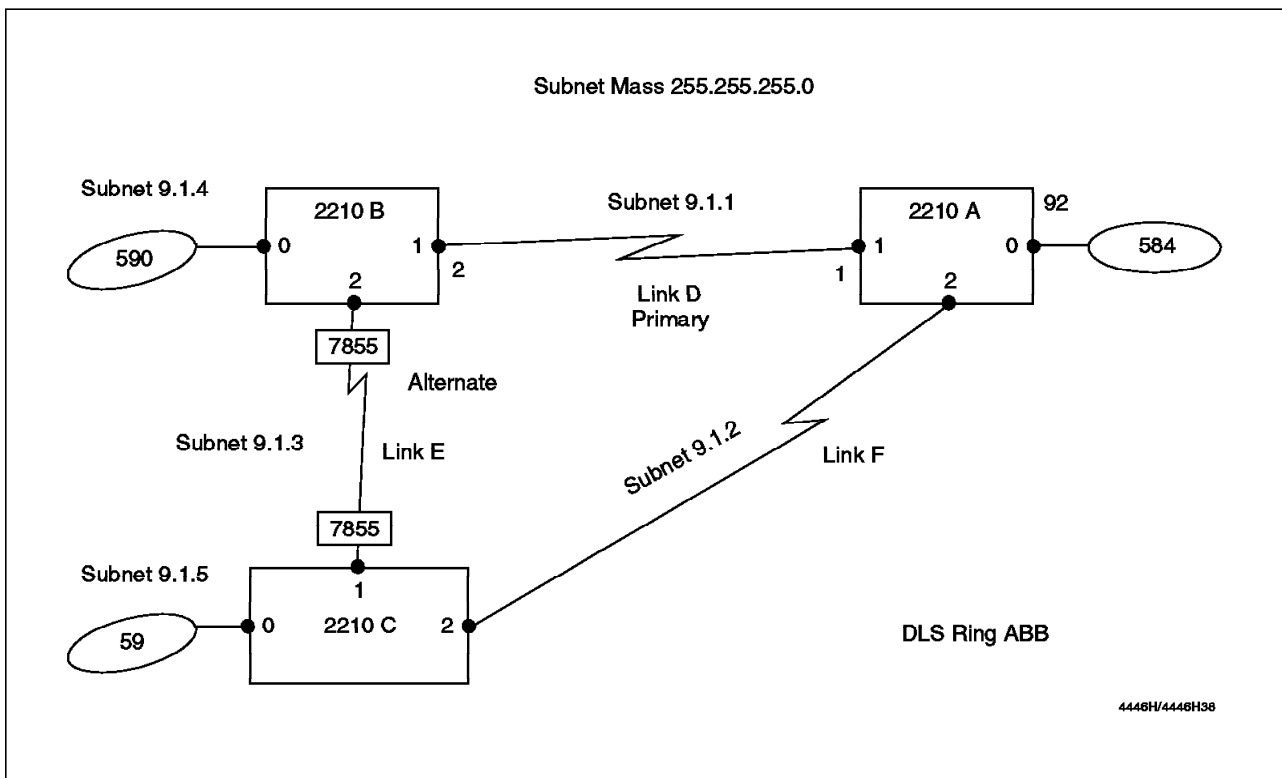 Subnet Mass 255.255.255.0
Subnet 9.1.4
2210 B
Subnet 9.1.1
2210 A
92
590
0
1
2
2
1
1
0
584
2
Link D
Primary
2
7855
Alternate
Subnet 9.1.3
Link E
Subnet 9.1.2
Link F
7855
Subnet 9.1.5
1
59
0
2210 C
2
DLS Ring ABB
4446H/4446H38